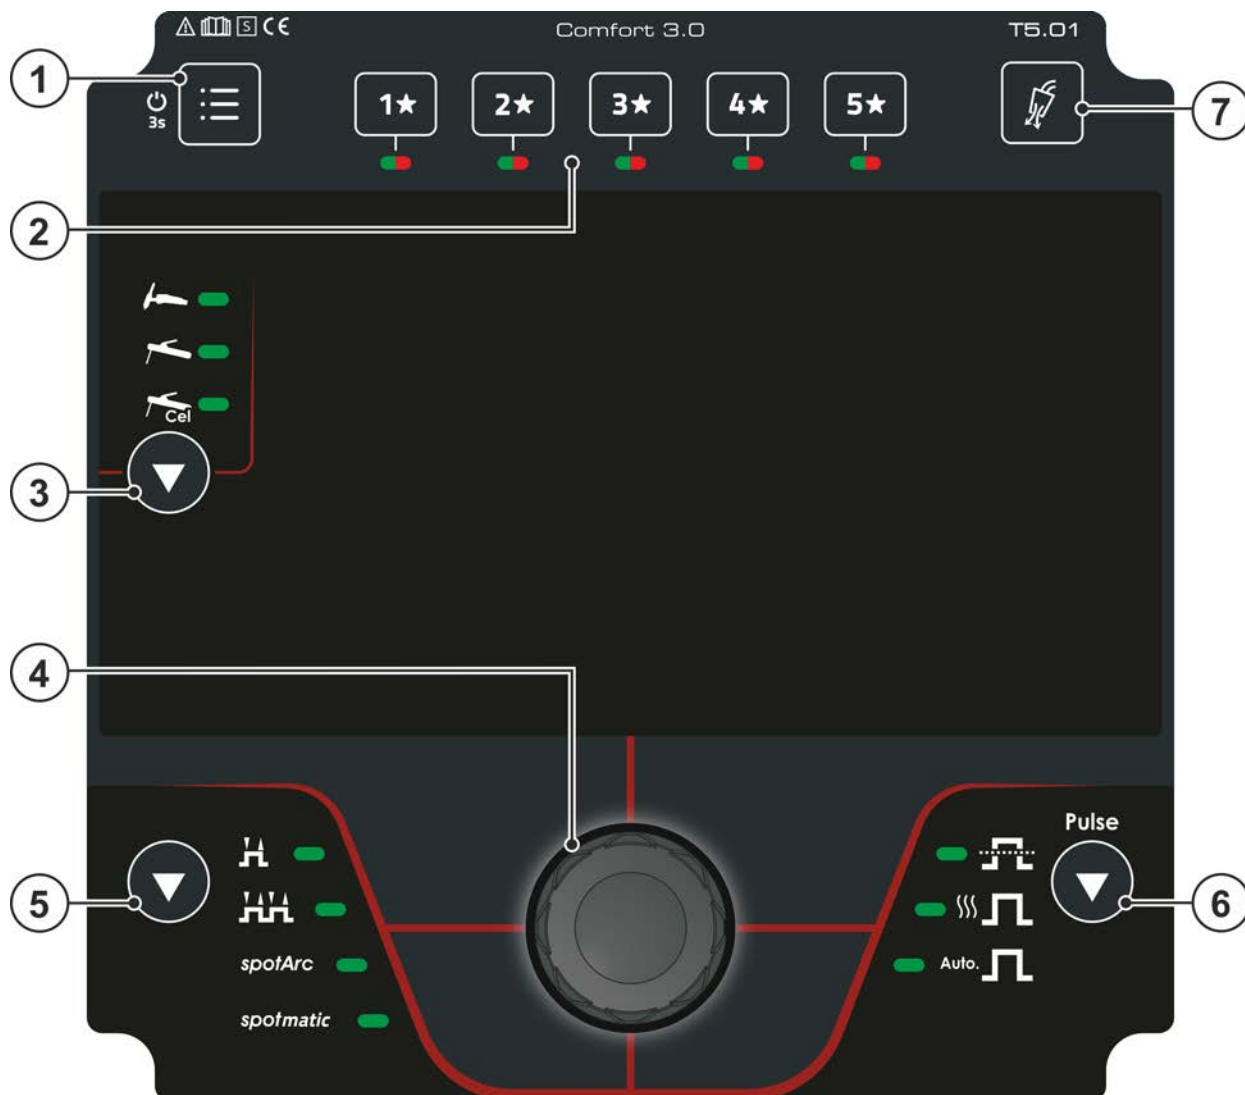 S CE Comfort 3.0 T5.01
1
3s
1★ 2★ 3★ 4★ 5★
7
2
Cel
3
4
Pulse
5
6
spotArc
Auto.
spotmatic